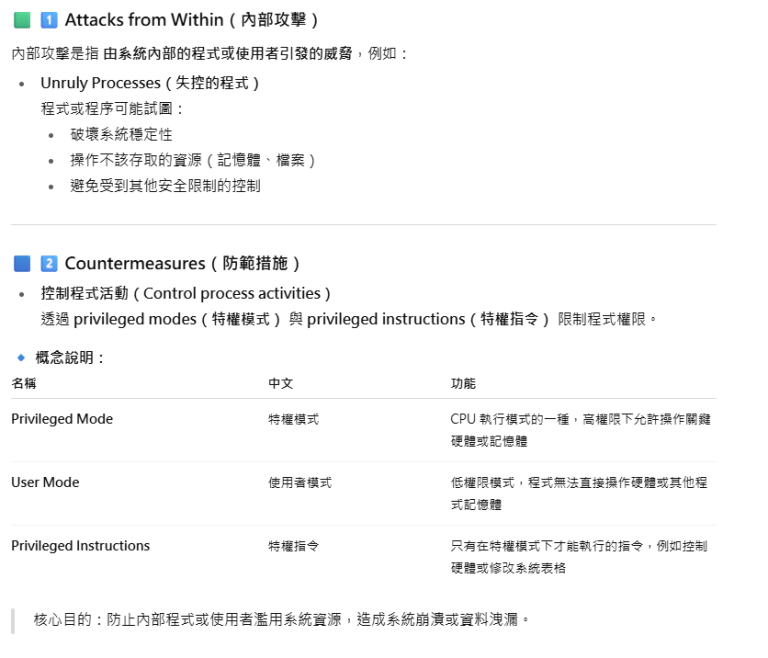 1 Attacks from Within（內部攻擊）
內部攻擊是指 由系統內部的程式或使用者引發的威脅，例如：
• Unruly Processes（失控的程式）
程式或程序可能試圖：
• 破壞系統穩定性
• 操作不該存取的資源（記憶體、檔案）
• 避免受到其他安全限制的控制
2 Countermeasures（防範措施）
• 控制程式活動（Control process activities）
透過 privileged modes（特權模式） 與 privileged instructions（特權指令） 限制程式權限。
概念說明：
名稱 中文 功能
Privileged Mode 特權模式 CPU 執行模式的一種，高權限下允許操作關鍵
硬體或記憶體
User Mode 使用者模式 低權限模式，程式無法直接操作硬體或其他程
式記憶體
Privileged Instructions 特權指令 只有在特權模式下才能執行的指令，例如控制
硬體或修改系統表格
核心目的：防止內部程式或使用者濫用系統資源，造成系統崩潰或資料洩漏。